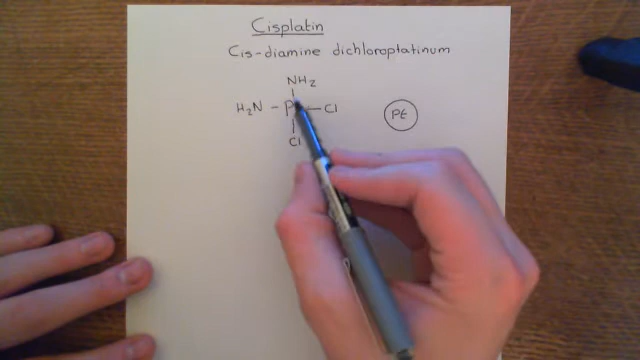 Cisplatin
Cis-diamine dichloroplatinum
NH2
H2N - Pt - Cl
Cl
Pt